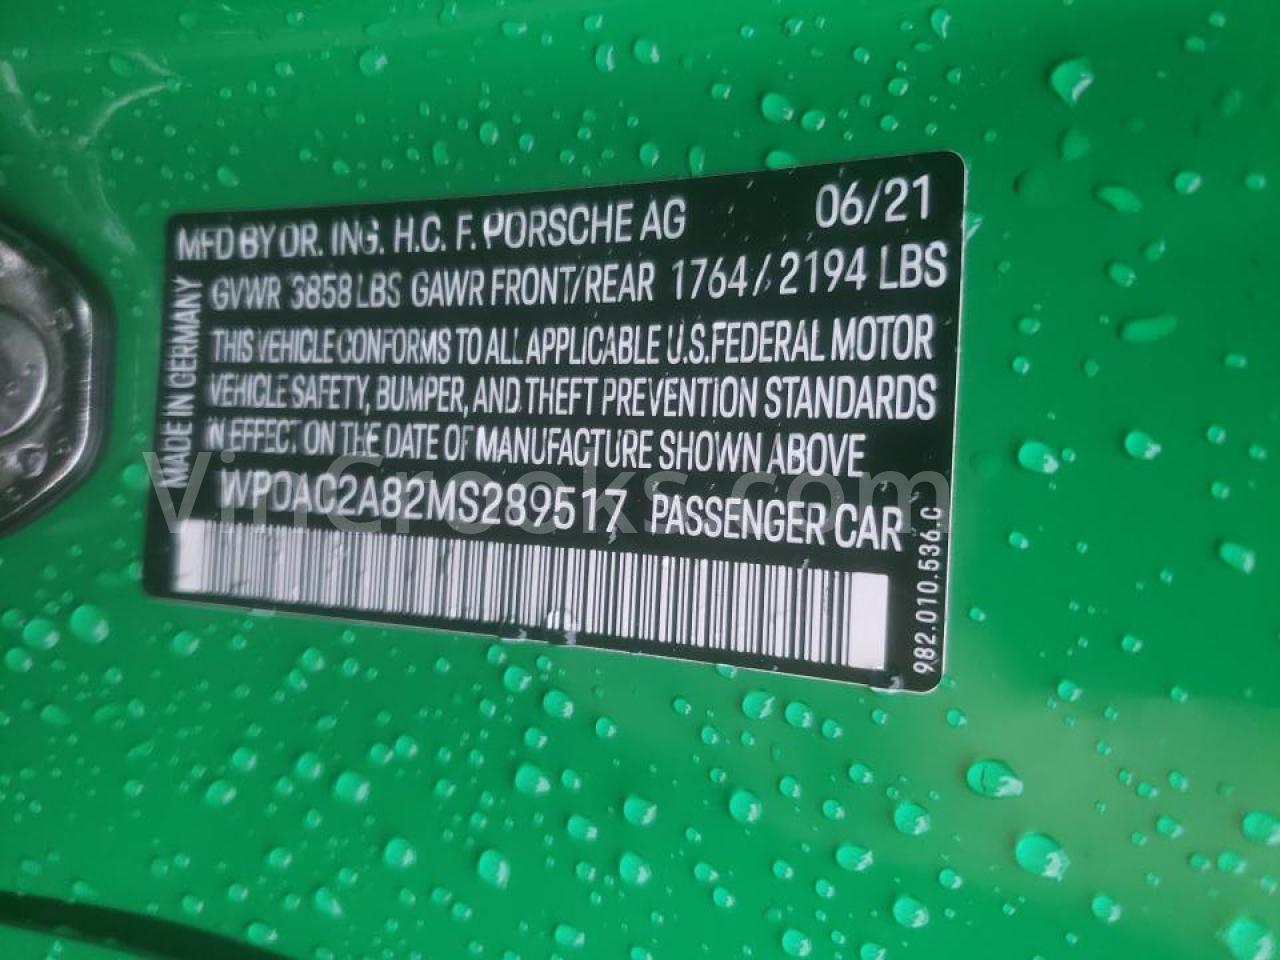 MFD BY DR. ING. H.C. F. PORSCHE AG 06/21
GVWR 3858 LBS GAWR FRONT/REAR 1764/2194 LBS
THIS VEHICLE CONFORMS TO ALL APPLICABLE U.S.FEDERAL MOTOR
VEHICLE SAFETY, BUMPER, AND THEFT PREVENTION STANDARDS
IN EFFECT ON THE DATE OF MANUFACTURE SHOWN ABOVE
WP0AC2A82MS289517 PASSENGER CAR
MADE IN GERMANY
982.010.536.C
VinCrooks.com